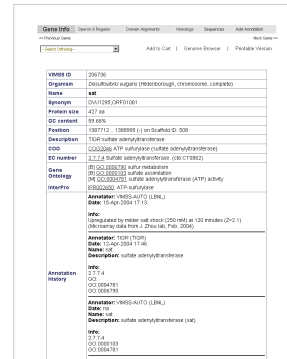 Gene Info Operon & Regulon Domain Alignments Homologs Sequences Add Annotation
<< Previous Gene Next Gene >>
- Select Ortholog- Add to Cart | Genome Browser | Printable Version
VIMSS ID 206736
Organism Desulfovibrio vulgaris (Hildenborough, chromosome, complete)
Name sat
Synonym DVU1295,ORF01081
Protein size 427 aa
GC content 59.66%
Description TIGR sulfate adenylyltransferase
COG COG2046 ATP sulfurylase (sulfate adenylyltransferase)
EC number 2.7.7.4 Sulfate adenylyltransferase. (cite:CT0862)
Gene Ontology
[B] GO:0006790 sulfur metabolism
[B] GO:0000103 sulfate assimilation
[M] GO:0004781 sulfate adenylyltransferase (ATP) activity
InterPro IPR002650 ATP-sulfurylase
Annotation History
Annotator: VIMSS-AUTO (LBNL)
Date: 15-Apr-2004 17:13
Info:
Upregulated by milder salt shock (250 mM) at 120 minutes (Z=2.1).
(Microarray data from J. Zhou lab, Feb. 2004)
Annotator: TIGR (TIGR)
Date: 12-Apr-2004 17:46
Name: sat
Description: sulfate adenylyltransferase
Info:
2.7.7.4
GO:
GO:0004781
GO:0006790
Annotator: VIMSS-AUTO (LBNL)
Date: na
Name: sat
Description: sulfate adenylyltransferase (sat)
Info:
2.7.7.4
GO:0000103
GO:0004781